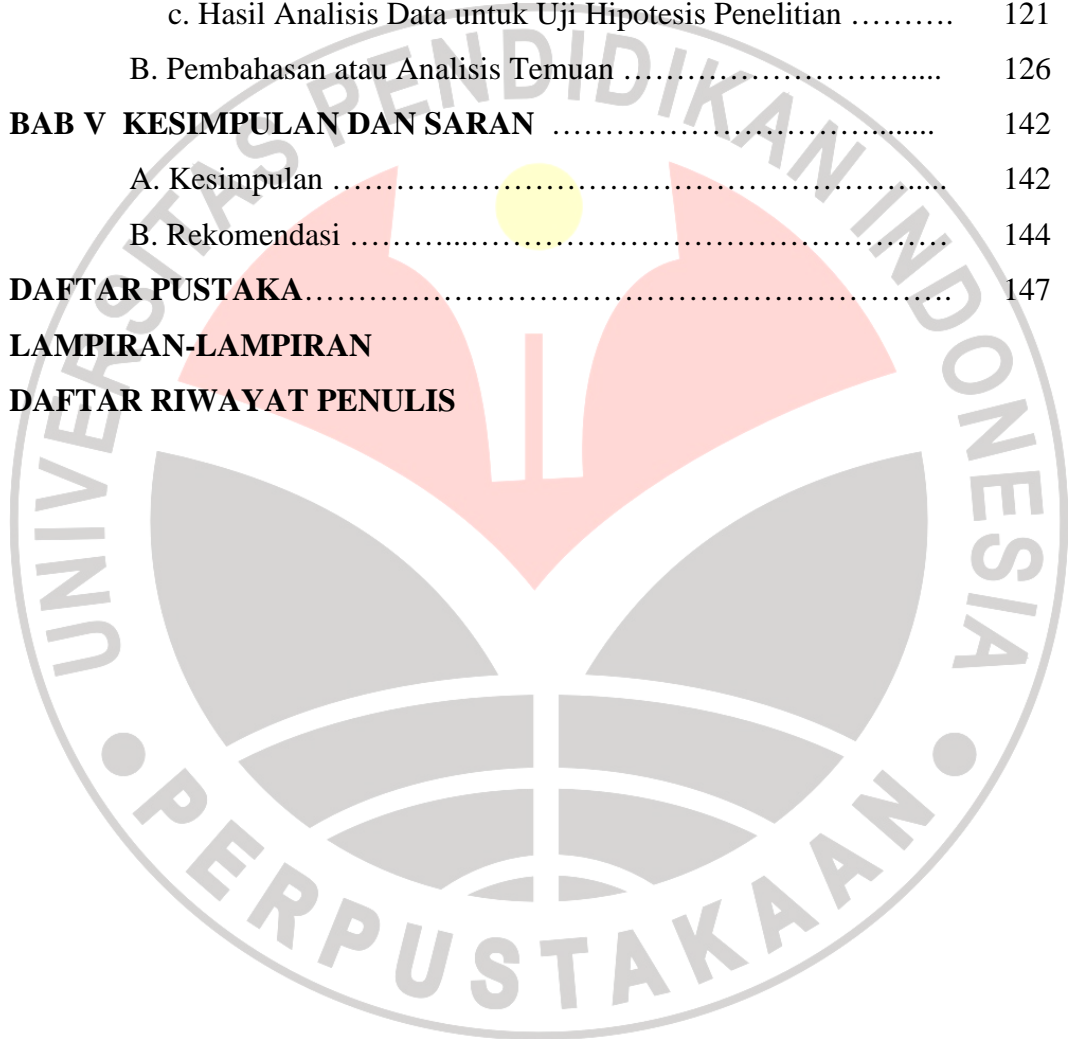 c. Hasil Analisis Data untuk Uji Hipotesis Penelitian ………. 121
B. Pembahasan atau Analisis Temuan ………………………….... 126
BAB V KESIMPULAN DAN SARAN ……………………………........ 142
A. Kesimpulan ……………………………………………………..... 142
B. Rekomendasi ………...……………………………………… 144
DAFTAR PUSTAKA……………………………………………………. 147
LAMPIRAN-LAMPIRAN
DAFTAR RIWAYAT PENULIS
UNIVERSITAS PENDIDIKAN INDONESIA
PERPUSTAKAAN